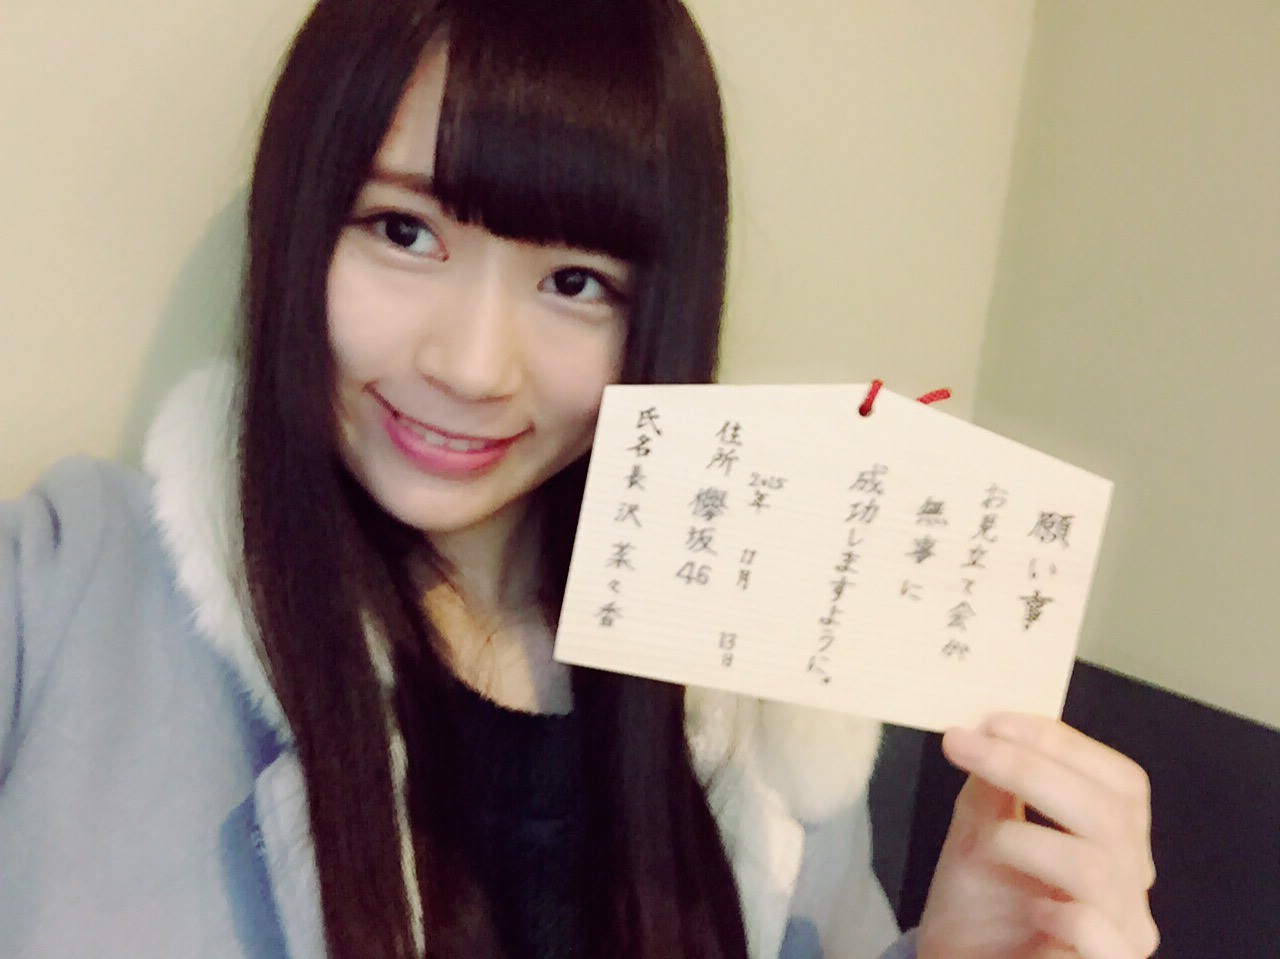 願い事
お見立て会が
無事に
成功しますように。
2015年 11月 13日
住所 欅坂46
氏名 長沢菜々香